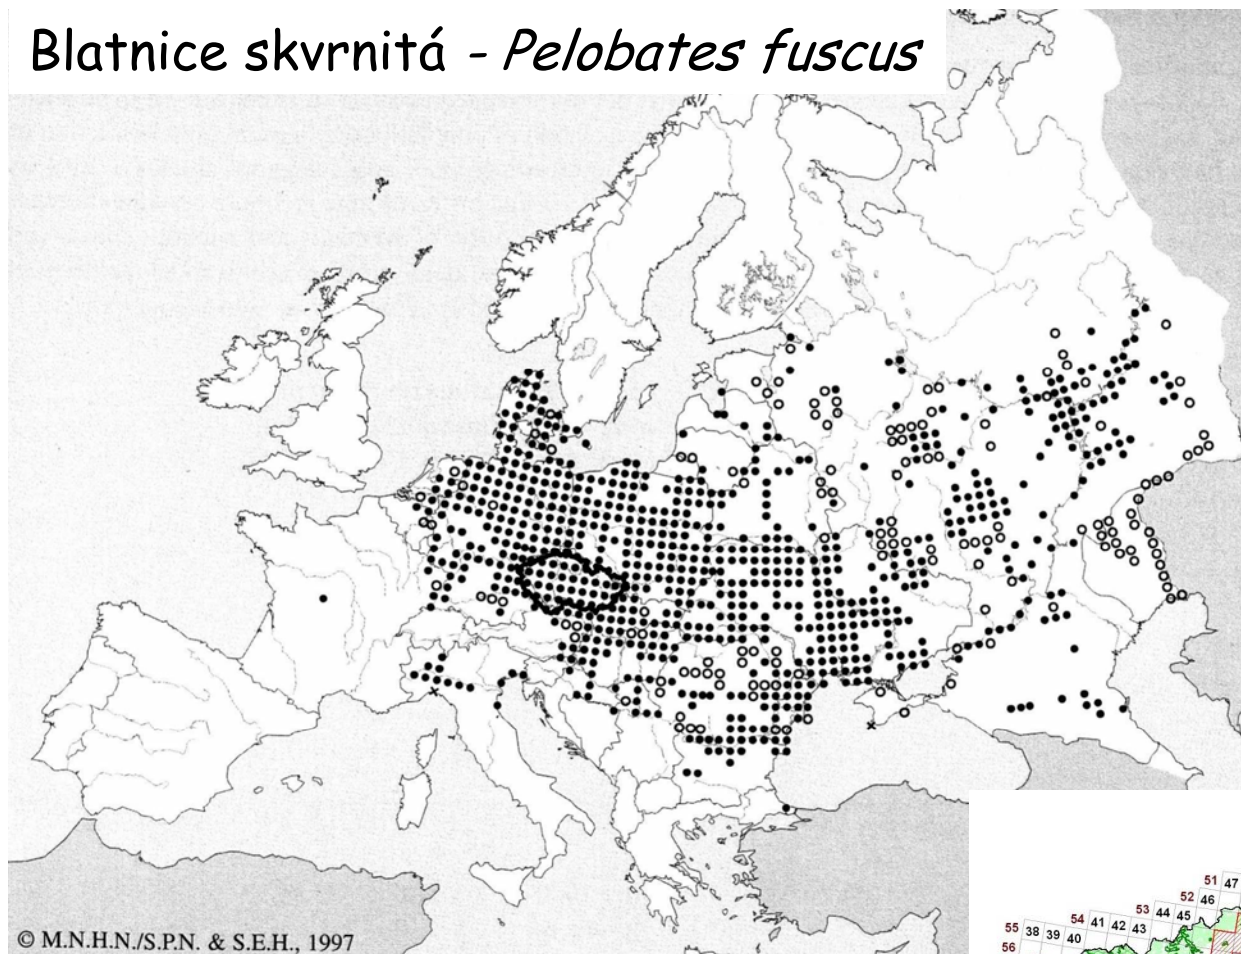 Blatnice skvrnitá - Pelobates fuscus
© M.N.H.N./S.P.N. & S.E.H., 1997
51 47
52 46
53 44 45
54 41 42 43
55 38 39 40
56